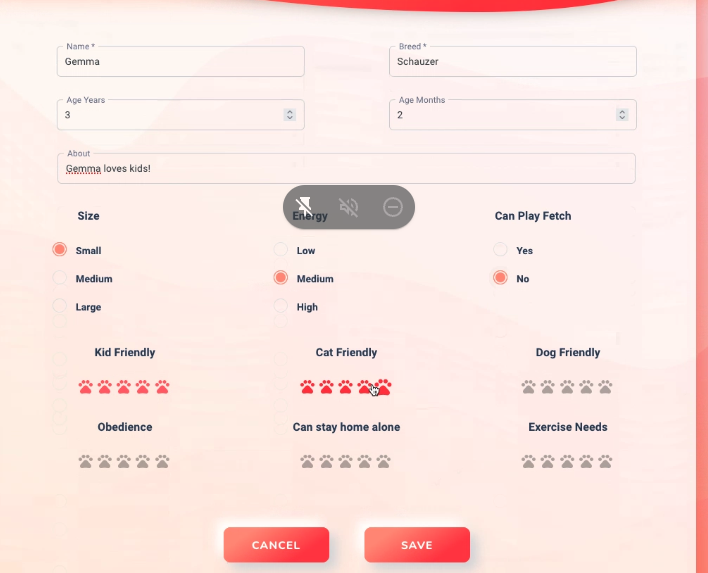 Name *
Breed *
Gemma
Schauzer
Age Years
Age Months
3
2
About
Gemma loves kids!
Size
Energy
Can Play Fetch
Small
Low
Yes
Medium
Medium
No
Large
High
Kid Friendly
Cat Friendly
Dog Friendly
Obedience
Can stay home alone
Exercise Needs
CANCEL
SAVE